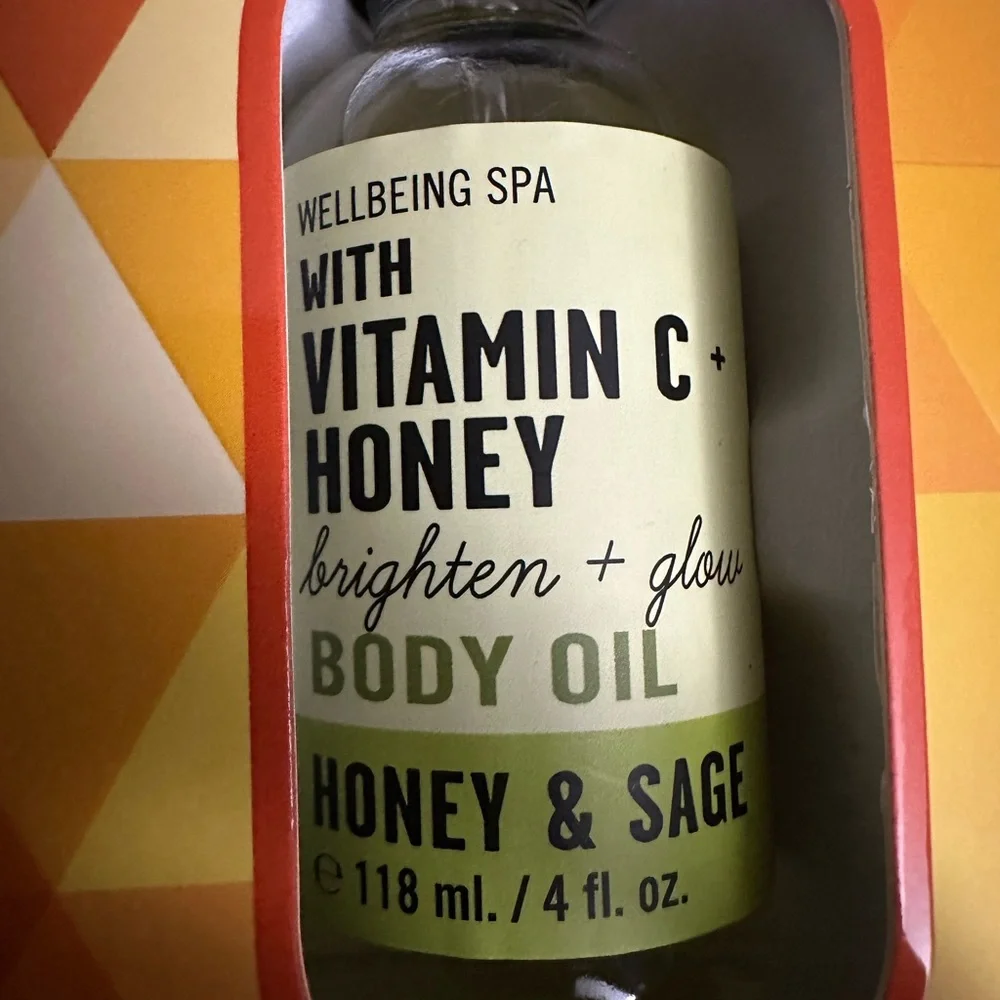 WELLBEING SPA
WITH
VITAMIN C +
HONEY
brighten + glow
BODY OIL
HONEY & SAGE
℮ 118 ml. / 4 fl. oz.